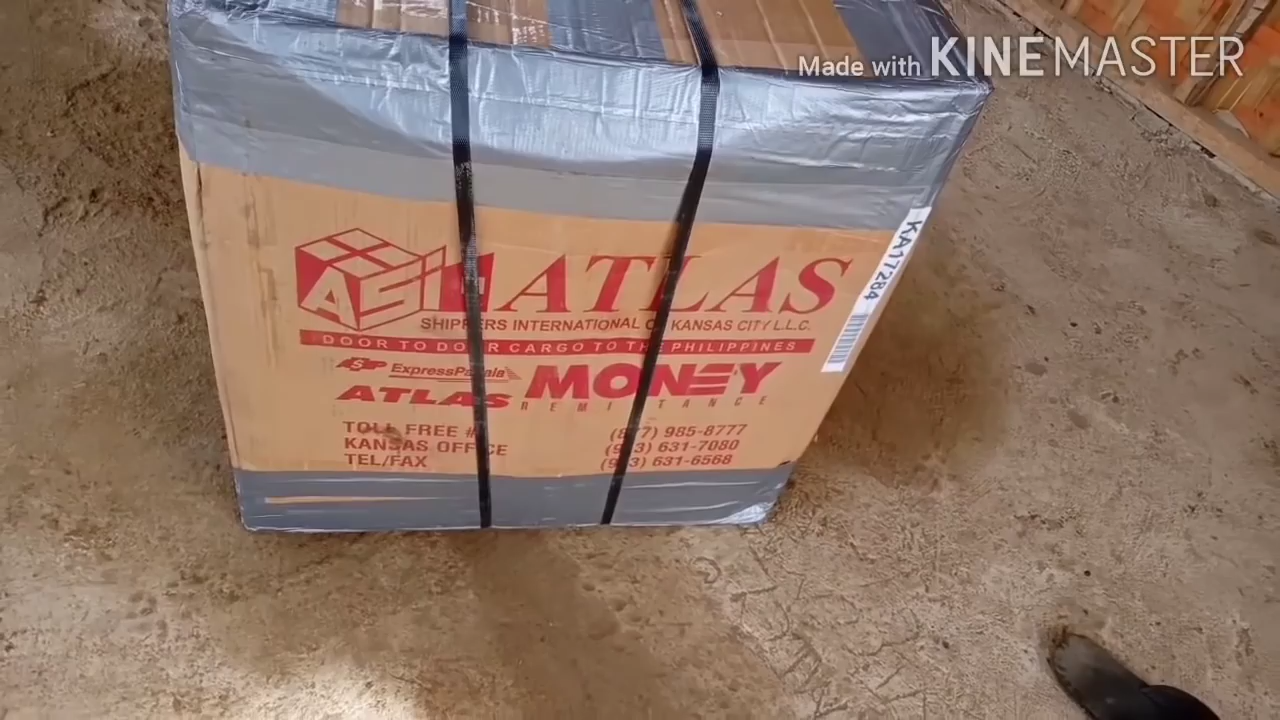 Made with KINEMASTER
KA17284
ASI ATLAS
SHIPPERS INTERNATIONAL OF KANSAS CITY L.L.C.
DOOR TO DOOR CARGO TO THE PHILIPPINES
ExpressPadala
ATLAS MONEY
REMITTANCE
TOLL FREE # (877) 985-8777
KANSAS OFFICE (913) 631-7080
TEL/FAX (913) 631-6568